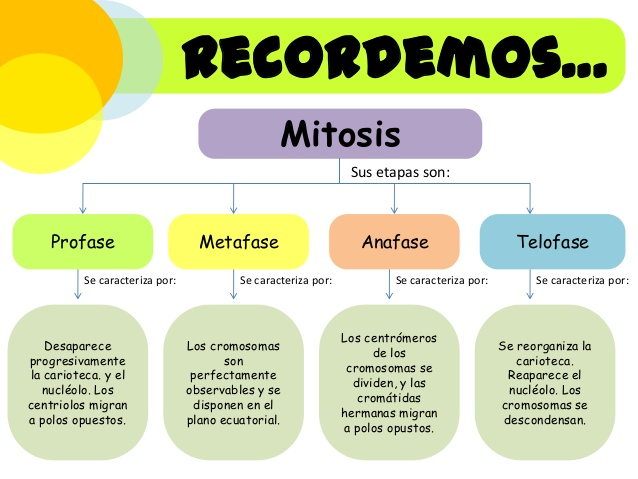 RECORDEMOS...
Mitosis
Sus etapas son:
Profase
Metafase
Anafase
Telofase
Se caracteriza por:
Se caracteriza por:
Se caracteriza por:
Se caracteriza por:
Desaparece
progresivamente
la carioteca. y el
nucléolo. Los
centriolos migran
a polos opuestos.
Los cromosomas
son
perfectamente
observables y se
disponen en el
plano ecuatorial.
Los centrómeros
de los
cromosomas se
dividen, y las
cromátidas
hermanas migran
a polos opustos.
Se reorganiza la
carioteca.
Reaparece el
nucléolo. Los
cromosomas se
descondensan.